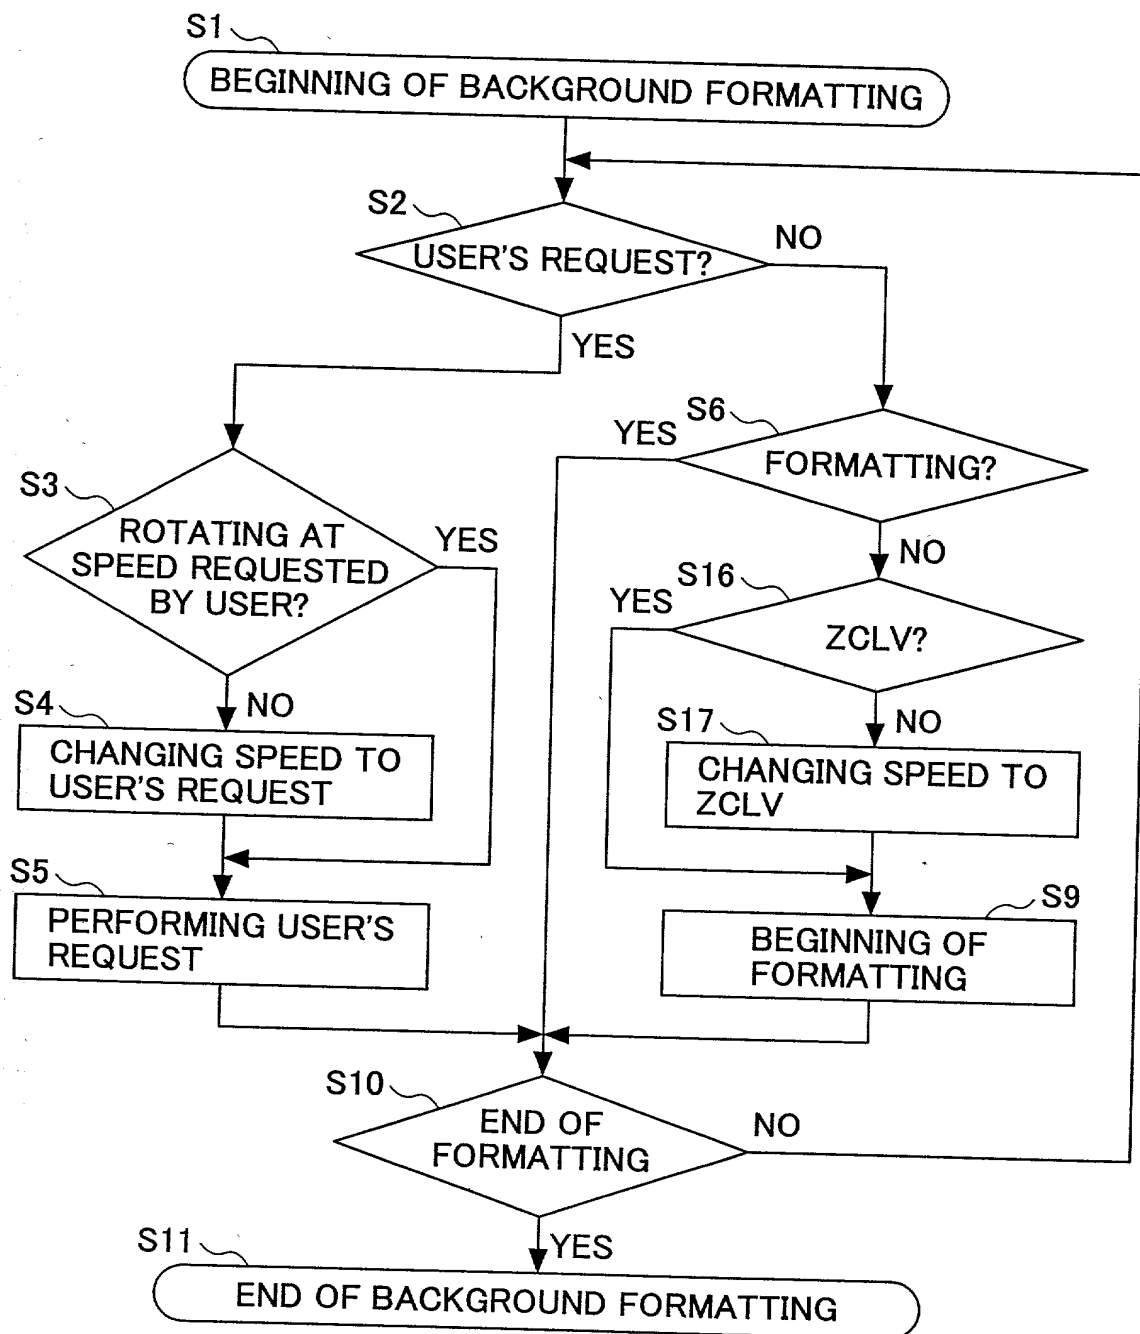 S1
BEGINNING OF BACKGROUND FORMATTING
S2
USER'S REQUEST?
NO
YES
S3
ROTATING AT
SPEED REQUESTED
BY USER?
YES
NO
S4
CHANGING SPEED TO
USER'S REQUEST
S5
PERFORMING USER'S
REQUEST
S6
YES
FORMATTING?
NO
S16
YES
ZCLV?
NO
S17
CHANGING SPEED TO
ZCLV
S9
BEGINNING OF
FORMATTING
S10
END OF
FORMATTING
NO
YES
S11
END OF BACKGROUND FORMATTING